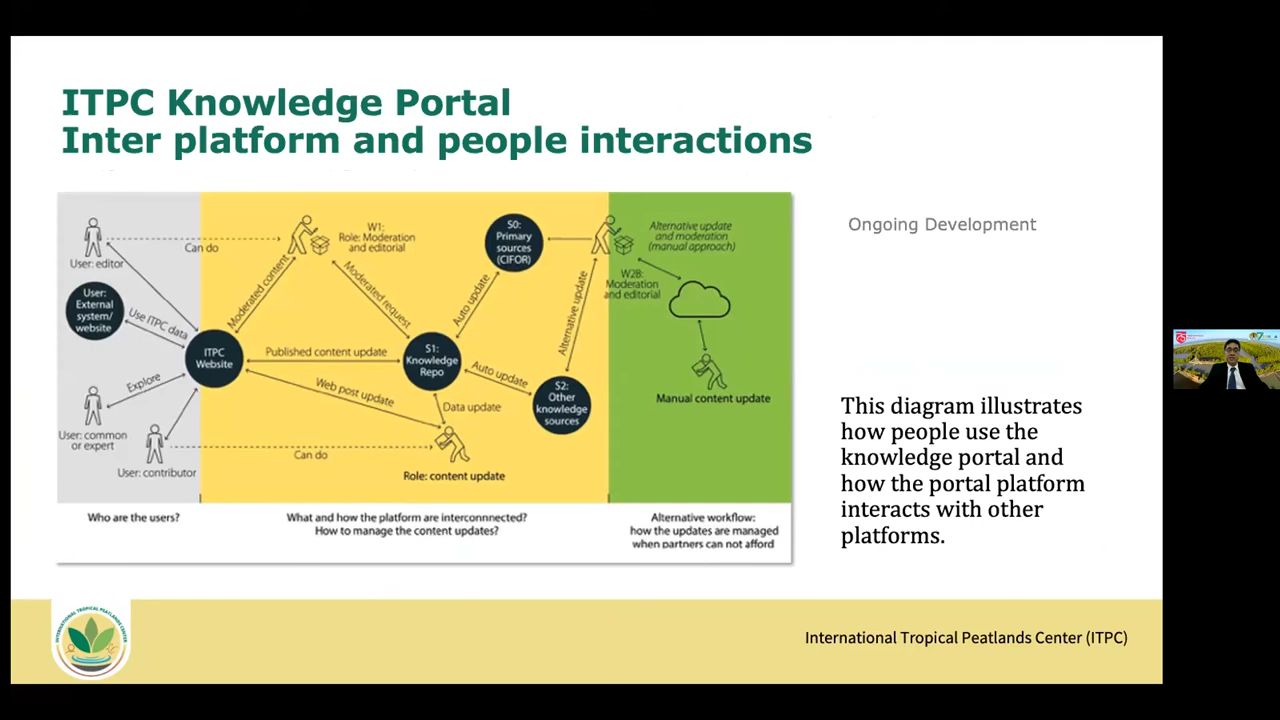 ITPC Knowledge Portal
Inter platform and people interactions
Ongoing Development
User: editor
Can do
W1:
Role: Moderation
and editorial
S0:
Primary
sources
(CIFOR)
Alternative update
and moderation
(manual approach)
User:
External
system/
website
Use ITPC data
Moderated content
Moderated request
Auto update
Alternative update
W2B:
Moderation
and editorial
ITPC
Website
Published content update
S1:
Knowledge
Repo
Auto update
S2:
Other
knowledge
sources
Manual content update
Explore
Web post update
Data update
User: common
or expert
User: contributor
Can do
Role: content update
Who are the users?
What and how the platform are interconnnected?
How to manage the content updates?
Alternative workflow:
how the updates are managed
when partners can not afford
This diagram illustrates
how people use the
knowledge portal and
how the portal platform
interacts with other
platforms.
INTERNATIONAL TROPICAL PEATLANDS CENTER
International Tropical Peatlands Center (ITPC)